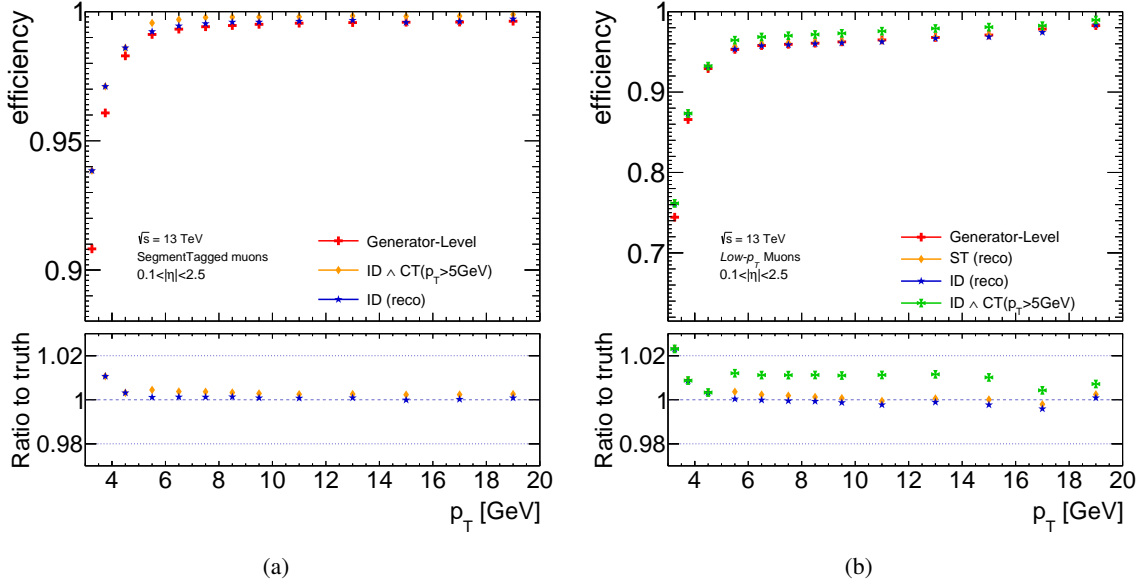 efficiency
1
0.95
0.9
√s = 13 TeV
SegmentTagged muons
0.1<|η|<2.5
Generator-Level
ID ∧ CT(p_T>5GeV)
ID (reco)
Ratio to truth
1.02
1
0.98
4 6 8 10 12 14 16 18 20
p_T [GeV]
(a)
efficiency
1
0.9
0.8
0.7
√s = 13 TeV
Low-p_T Muons
0.1<|η|<2.5
Generator-Level
ST (reco)
ID (reco)
ID ∧ CT(p_T>5GeV)
Ratio to truth
1.02
1
0.98
4 6 8 10 12 14 16 18 20
p_T [GeV]
(b)